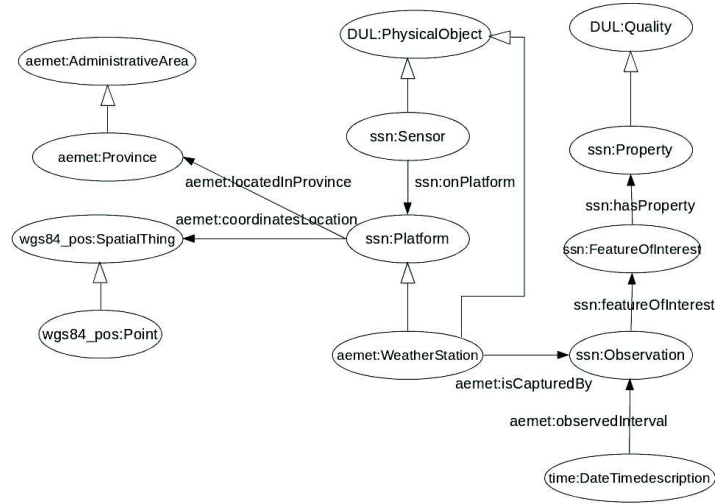 DUL:Quality
DUL:PhysicalObject
aemet:AdministrativeArea
ssn:Sensor
ssn:Property
aemet:Province
aemet:locatedInProvince
ssn:onPlatform
ssn:hasProperty
aemet:coordinatesLocation
wgs84_pos:SpatialThing
ssn:Platform
ssn:FeatureOfInterest
ssn:featureOfInterest
wgs84_pos:Point
aemet:WeatherStation
ssn:Observation
aemet:isCapturedBy
aemet:observedInterval
time:DateTimedescription